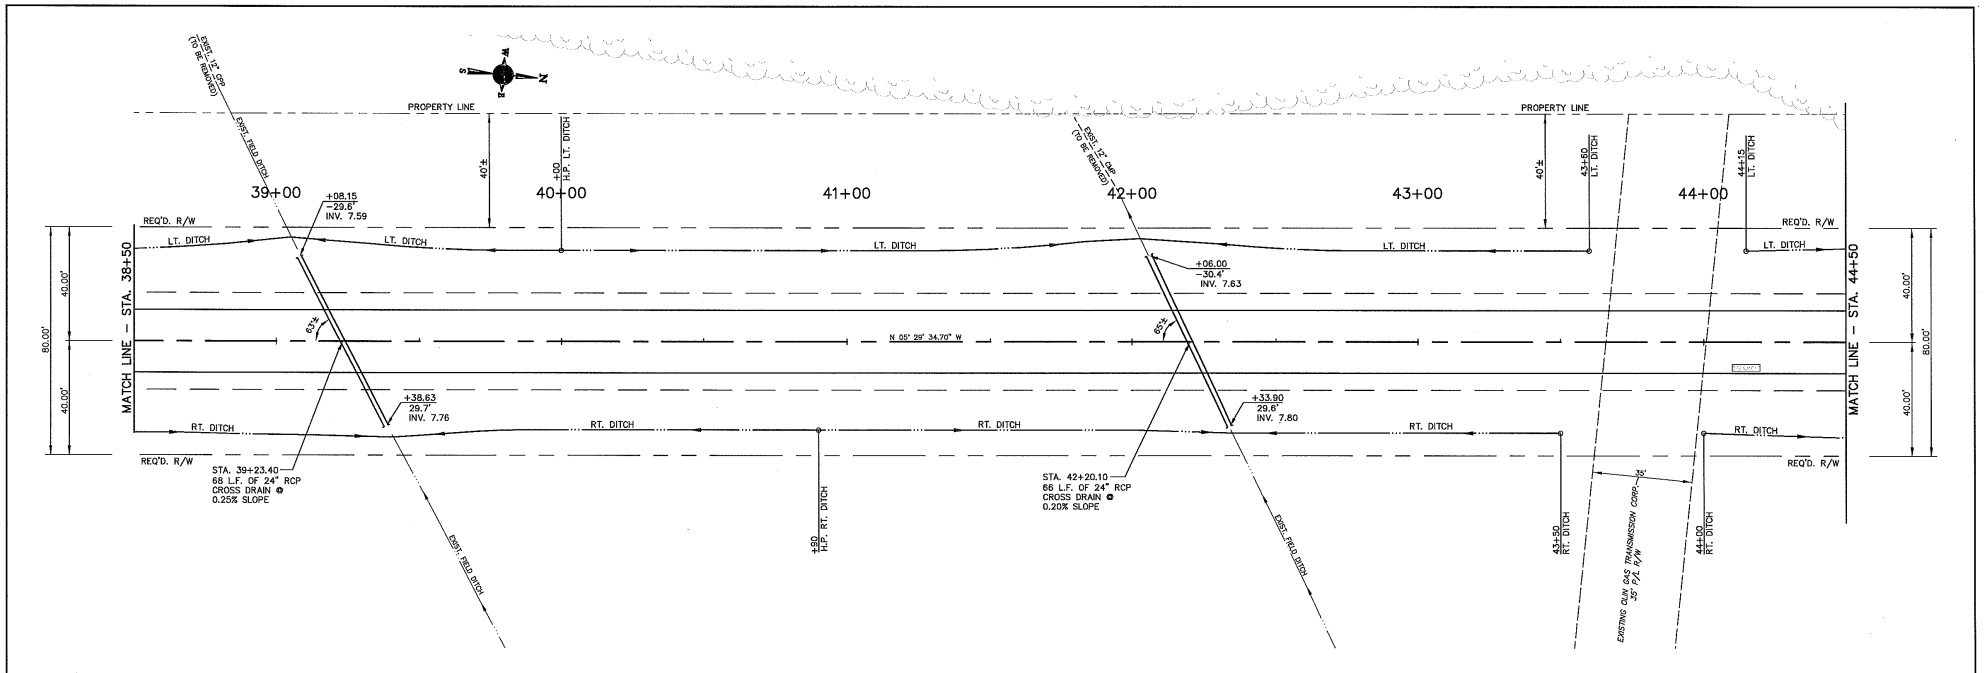 EXIST. 12" CPP
(TO BE REMOVED)
EXIST. FIELD DITCH
W
S
N
E
PROPERTY LINE
PROPERTY LINE
40'±
+00
H.P. LT. DITCH
EXIST. 12" CMP
(TO BE REMOVED)
40'±
43+60
LT. DITCH
44+15
LT. DITCH
39+00
40+00
41+00
42+00
43+00
44+00
+08.15
-29.6'
INV. 7.59
REQ'D. R/W
REQ'D. R/W
LT. DITCH
LT. DITCH
LT. DITCH
LT. DITCH
LT. DITCH
+06.00
-30.4'
INV. 7.63
80.00'
40.00'
40.00'
MATCH LINE - STA. 38+50
63°±
65°±
N 05° 29' 34.70" W
MATCH LINE - STA. 44+50
40.00'
40.00'
80.00'
+38.63
29.7'
INV. 7.76
+33.90
29.6'
INV. 7.80
RT. DITCH
RT. DITCH
RT. DITCH
RT. DITCH
RT. DITCH
REQ'D. R/W
REQ'D. R/W
STA. 39+23.40
68 L.F. OF 24" RCP
CROSS DRAIN @
0.25% SLOPE
STA. 42+20.10
66 L.F. OF 24" RCP
CROSS DRAIN @
0.20% SLOPE
+90
H.P. RT. DITCH
43+50
RT. DITCH
44+00
RT. DITCH
35'
EXISTING OLIN GAS TRANSMISSION CORP.
35' P/L R/W
EXIST. FIELD DITCH
EXIST. FIELD DITCH